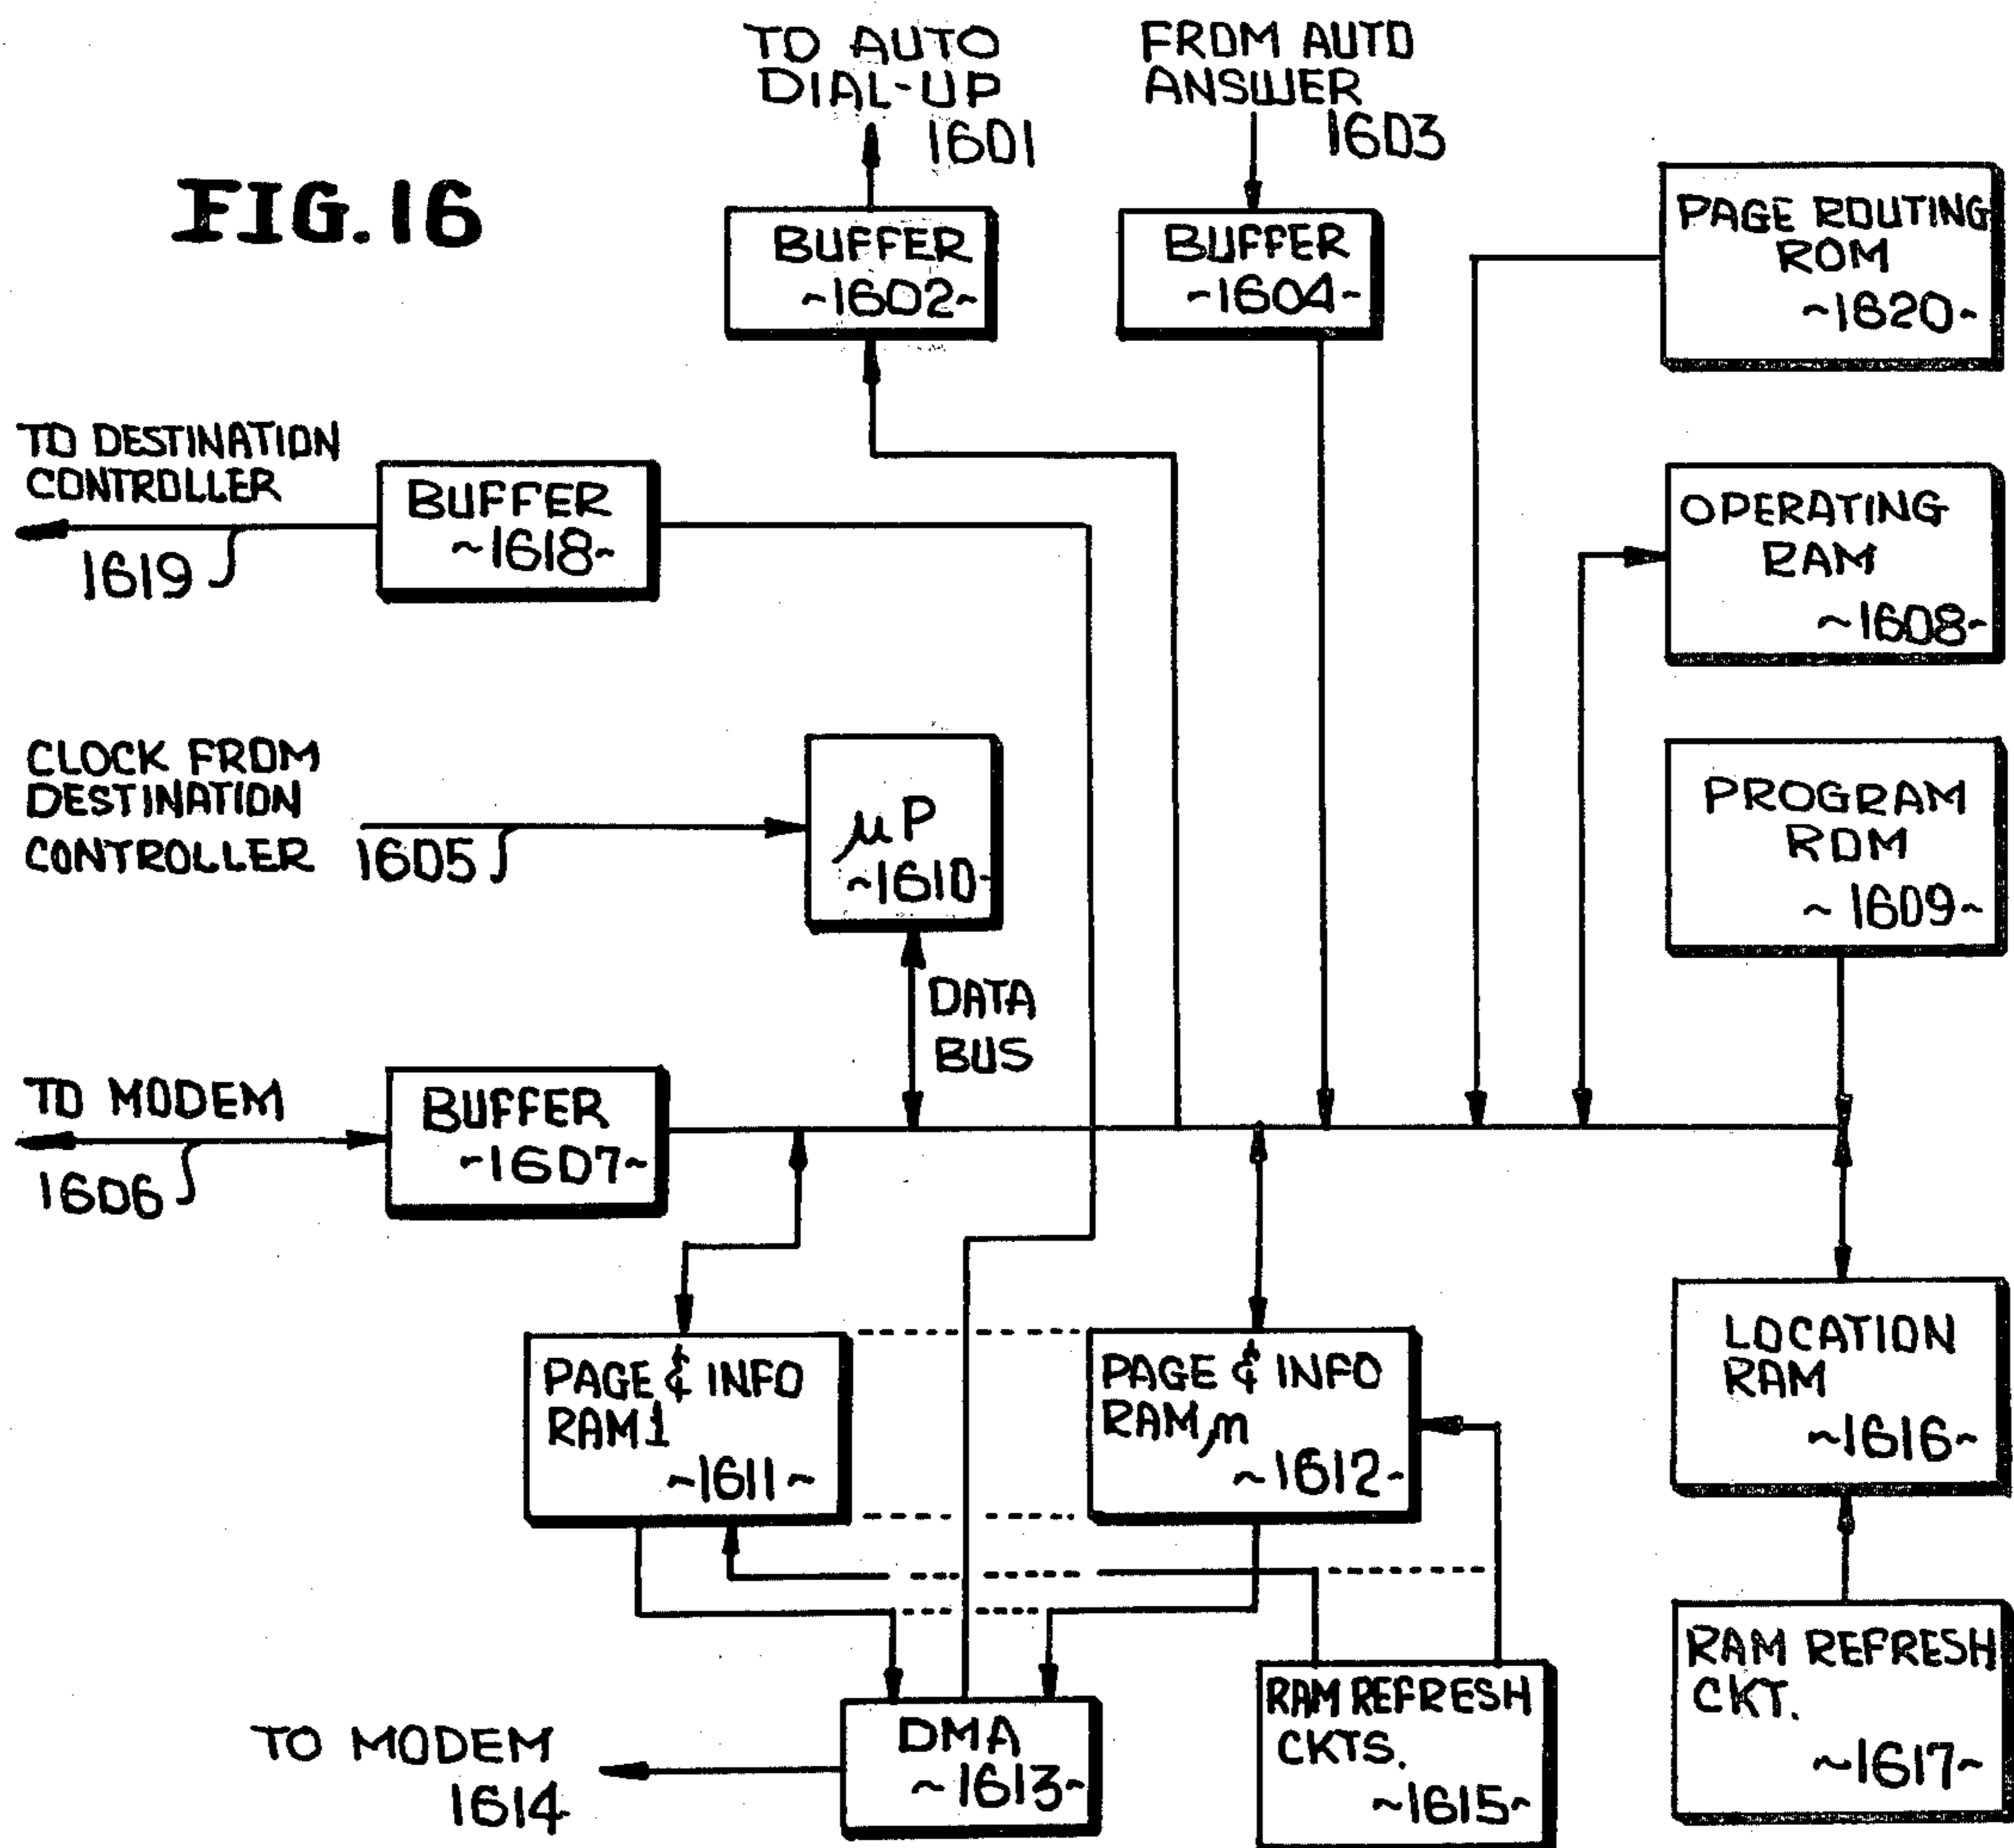 FIG. 16
TO AUTO
DIAL-UP
1601
FROM AUTO
ANSWER
1603
BUFFER
~1602~
BUFFER
~1604~
PAGE ROUTING
ROM
~1620~
TO DESTINATION
CONTROLLER
1619
BUFFER
~1618~
OPERATING
RAM
~1608~
CLOCK FROM
DESTINATION
CONTROLLER
1605
µP
~1610~
PROGRAM
ROM
~1609~
DATA
BUS
TO MODEM
1606
BUFFER
~1607~
PAGE & INFO
RAM 1
~1611~
PAGE & INFO
RAM, m
~1612~
LOCATION
RAM
~1616~
TO MODEM
1614
DMA
~1613~
RAM REFRESH
CKTS.
~1615~
RAM REFRESH
CKT.
~1617~